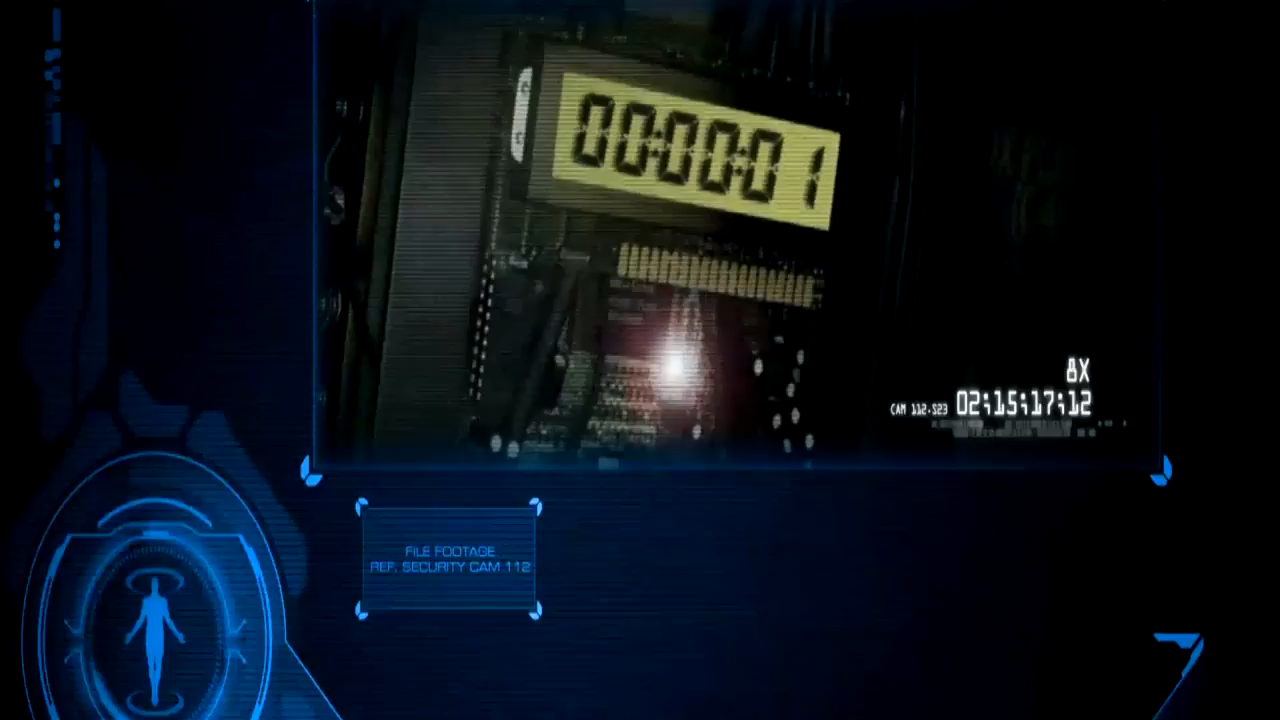 00:00:01
8X
CAM 112.S23 02:15:17:12
FILE FOOTAGE
REF. SECURITY CAM 112